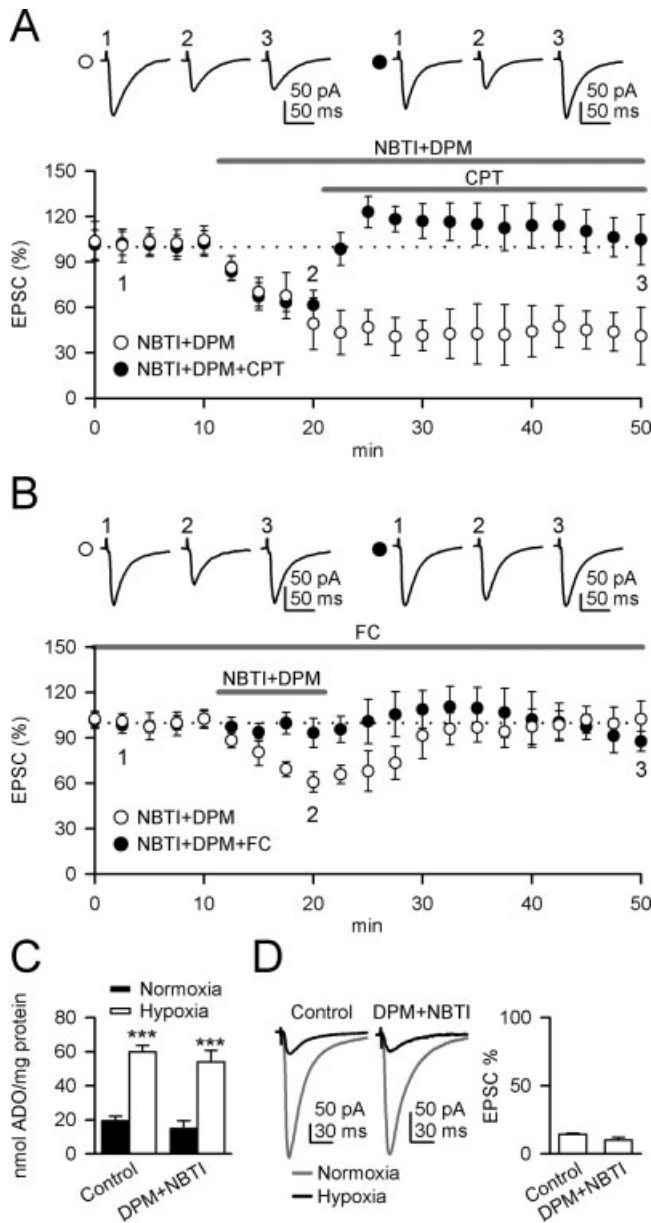 A
1 2 3 1 2 3
50 pA
50 ms
50 pA
50 ms
NBTI+DPM
CPT
150
120
90
60
30
0
EPSC (%)
1
2
3
NBTI+DPM
NBTI+DPM+CPT
0 10 20 30 40 50
min
B
1 2 3 1 2 3
50 pA
50 ms
50 pA
50 ms
FC
NBTI+DPM
150
120
90
60
30
0
EPSC (%)
1
2
3
NBTI+DPM
NBTI+DPM+FC
0 10 20 30 40 50
min
C
Normoxia
Hypoxia
nmol ADO/mg protein
80
60
40
20
0
***
***
Control
DPM+NBTI
D
Control DPM+NBTI
50 pA
30 ms
50 pA
30 ms
Normoxia
Hypoxia
EPSC %
100
50
0
Control
DPM+NBTI